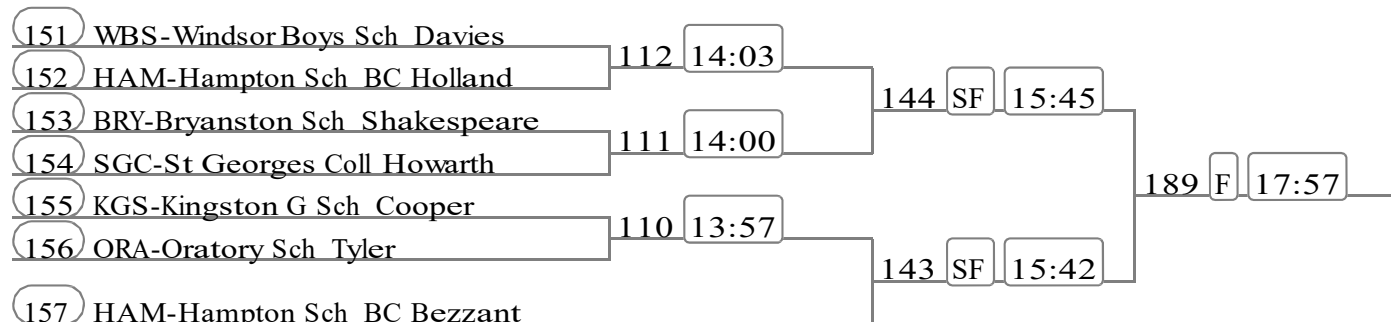 151 WBS-Windsor Boys Sch Davies
112 14:03
152 HAM-Hampton Sch BC Holland
144 SF 15:45
153 BRY-Bryanston Sch Shakespeare
111 14:00
154 SGC-St Georges Coll Howarth
189 F 17:57
155 KGS-Kingston G Sch Cooper
110 13:57
156 ORA-Oratory Sch Tyler
143 SF 15:42
157 HAM-Hampton Sch BC Bezzant